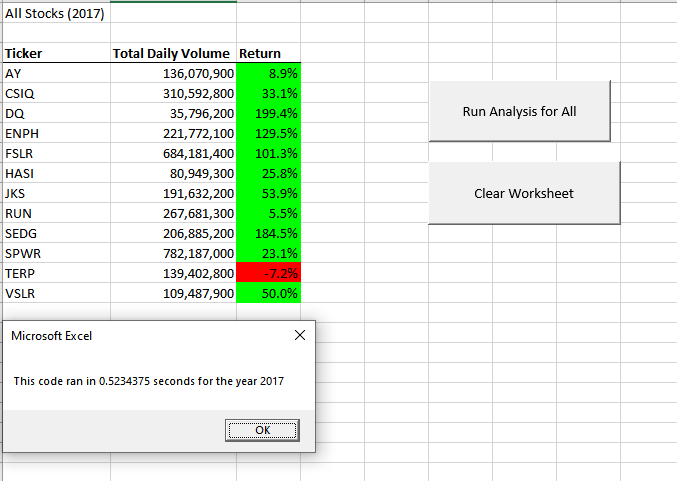 All Stocks (2017)
Ticker Total Daily Volume Return
AY 136,070,900 8.9%
CSIQ 310,592,800 33.1%
DQ 35,796,200 199.4%
ENPH 221,772,100 129.5%
FSLR 684,181,400 101.3%
HASI 80,949,300 25.8%
JKS 191,632,200 53.9%
RUN 267,681,300 5.5%
SEDG 206,885,200 184.5%
SPWR 782,187,000 23.1%
TERP 139,402,800 -7.2%
VSLR 109,487,900 50.0%
Run Analysis for All
Clear Worksheet
Microsoft Excel
This code ran in 0.5234375 seconds for the year 2017
OK